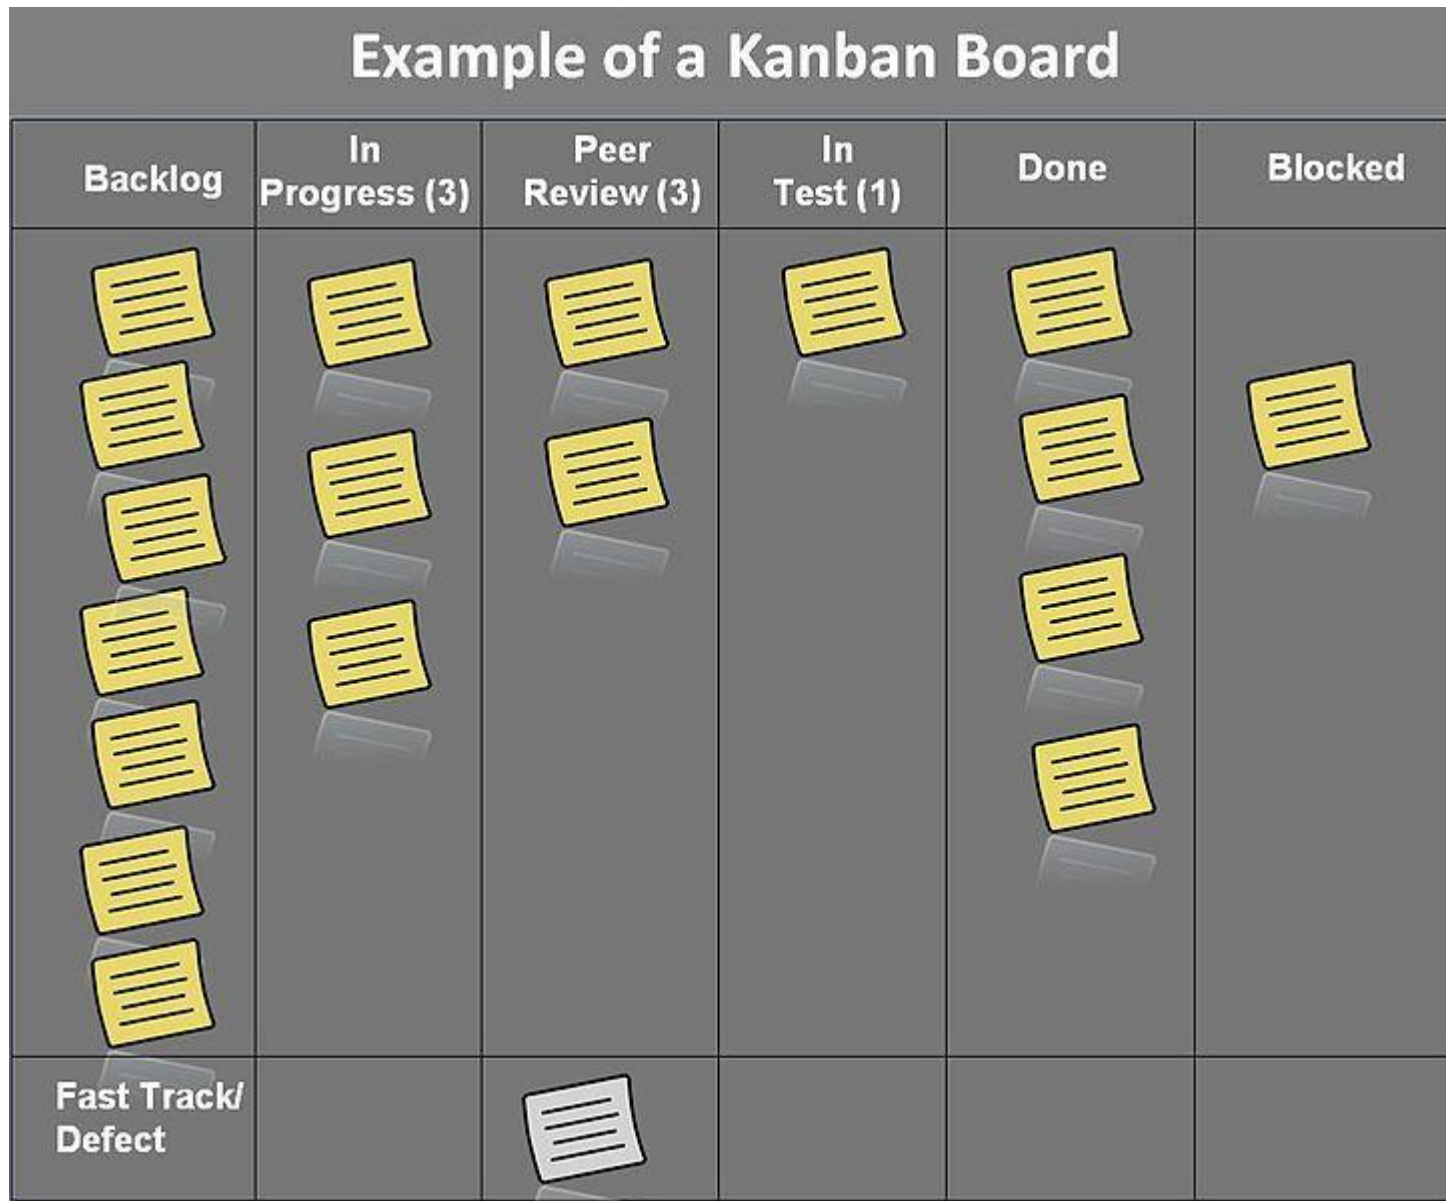 Example of a Kanban Board
Backlog
In
Progress (3)
Peer
Review (3)
In
Test (1)
Done
Blocked
Fast Track/
Defect